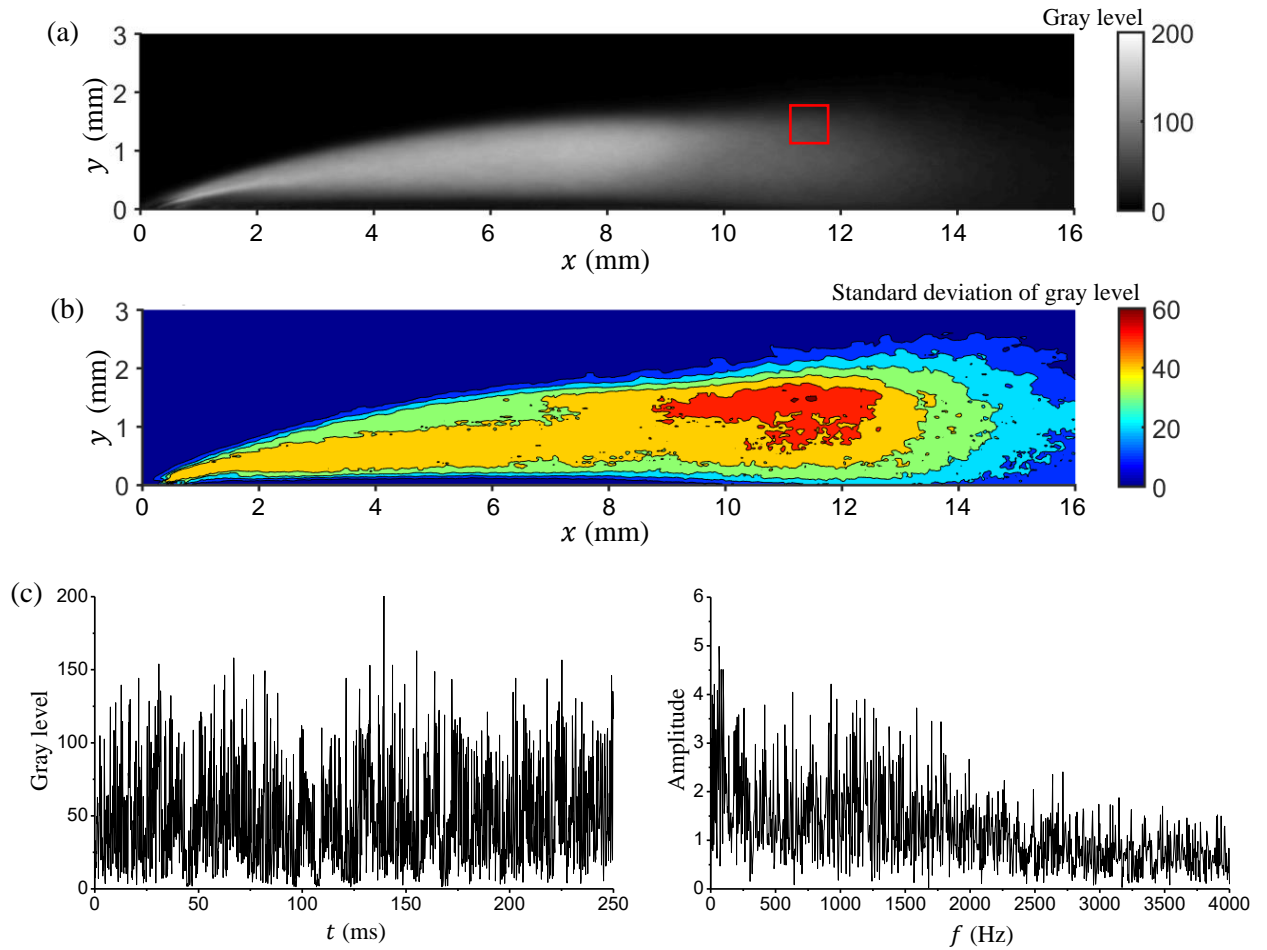 (a)
Gray level
3
2
1
0
y (mm)
0 2 4 6 8 10 12 14 16
x (mm)
200
100
0
(b)
Standard deviation of gray level
3
2
1
0
y (mm)
0 2 4 6 8 10 12 14 16
x (mm)
60
40
20
0
(c)
200
150
100
50
0
Gray level
0 50 100 150 200 250
t (ms)
6
5
4
3
2
1
0
Amplitude
0 500 1000 1500 2000 2500 3000 3500 4000
f (Hz)